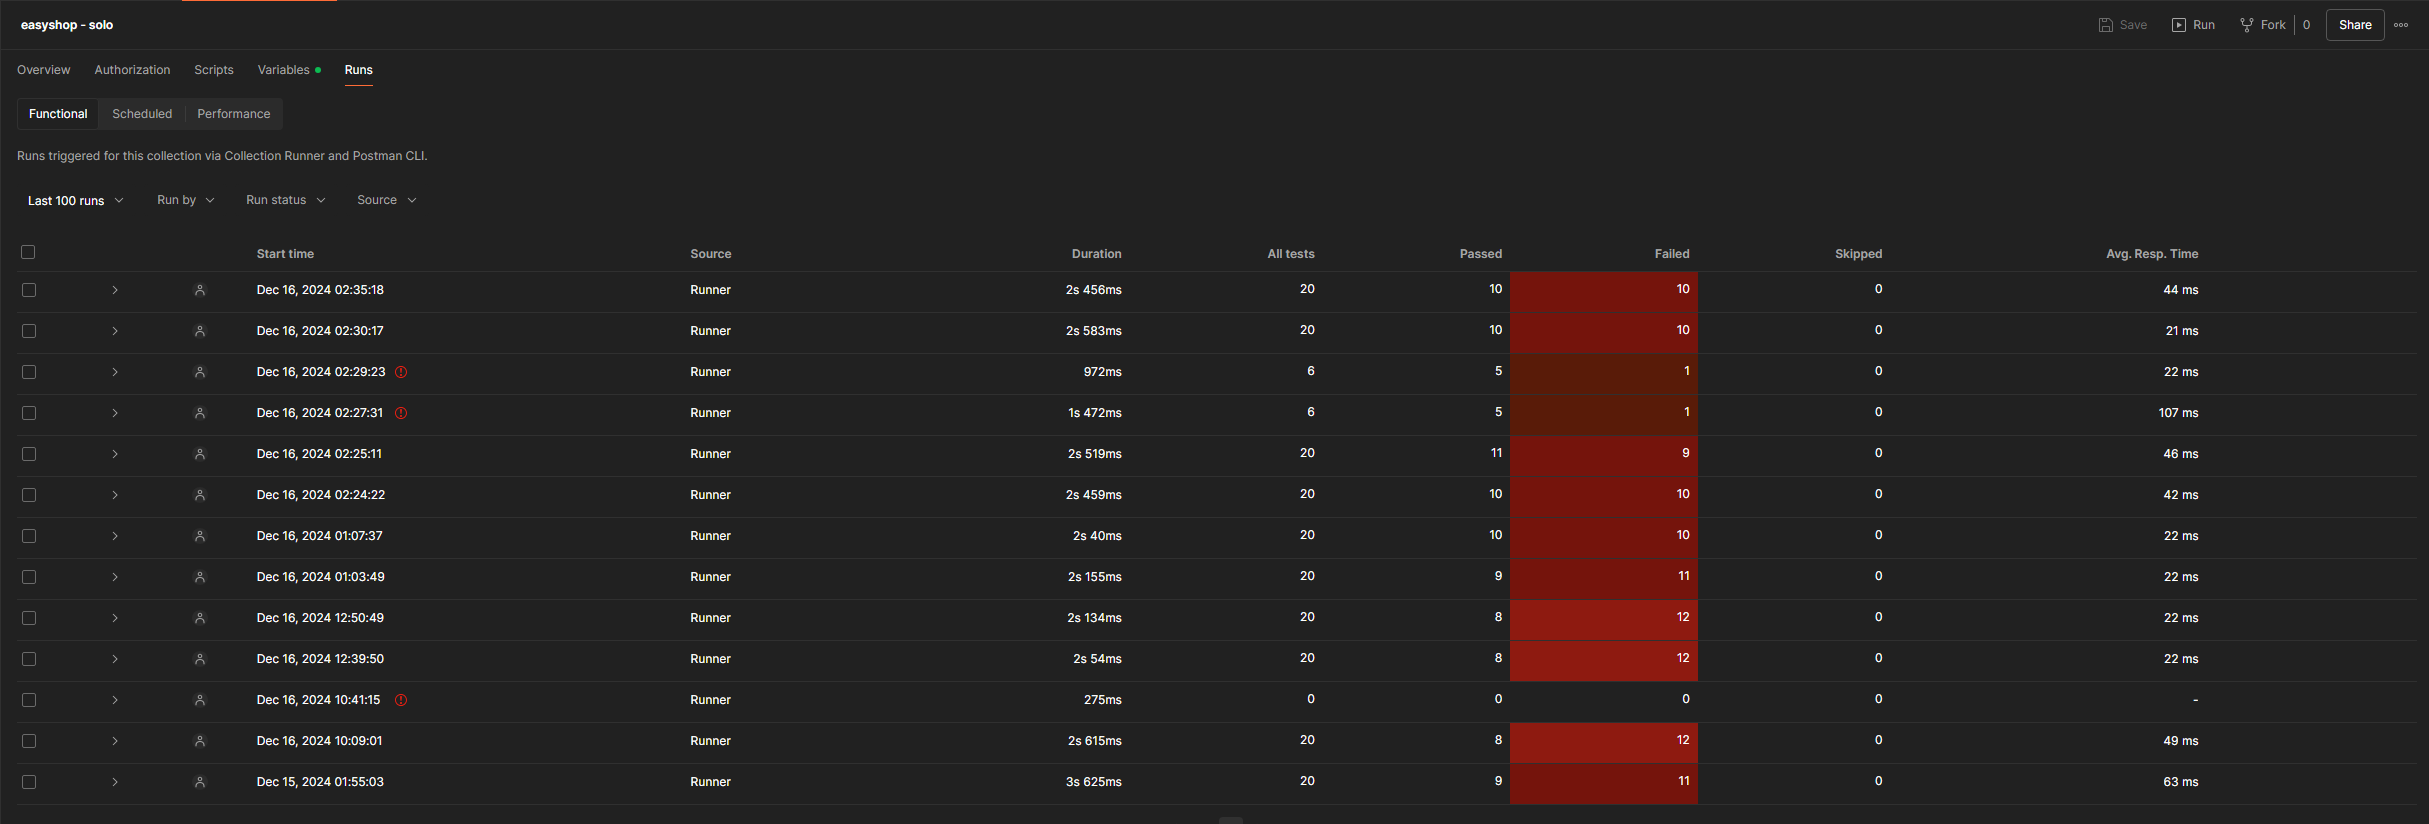 easyshop - solo
Save Run Fork 0 Share
Overview Authorization Scripts Variables Runs
Functional Scheduled Performance
Runs triggered for this collection via Collection Runner and Postman CLI.
Last 100 runs Run by Run status Source
Start time Source Duration All tests Passed Failed Skipped Avg. Resp. Time
Dec 16, 2024 02:35:18 Runner 2s 456ms 20 10 10 0 44 ms
Dec 16, 2024 02:30:17 Runner 2s 583ms 20 10 10 0 21 ms
Dec 16, 2024 02:29:23 Runner 972ms 6 5 1 0 22 ms
Dec 16, 2024 02:27:31 Runner 1s 472ms 6 5 1 0 107 ms
Dec 16, 2024 02:25:11 Runner 2s 519ms 20 11 9 0 46 ms
Dec 16, 2024 02:24:22 Runner 2s 459ms 20 10 10 0 42 ms
Dec 16, 2024 01:07:37 Runner 2s 40ms 20 10 10 0 22 ms
Dec 16, 2024 01:03:49 Runner 2s 155ms 20 9 11 0 22 ms
Dec 16, 2024 12:50:49 Runner 2s 134ms 20 8 12 0 22 ms
Dec 16, 2024 12:39:50 Runner 2s 54ms 20 8 12 0 22 ms
Dec 16, 2024 10:41:15 Runner 275ms 0 0 0 0 -
Dec 16, 2024 10:09:01 Runner 2s 615ms 20 8 12 0 49 ms
Dec 15, 2024 01:55:03 Runner 3s 625ms 20 9 11 0 63 ms